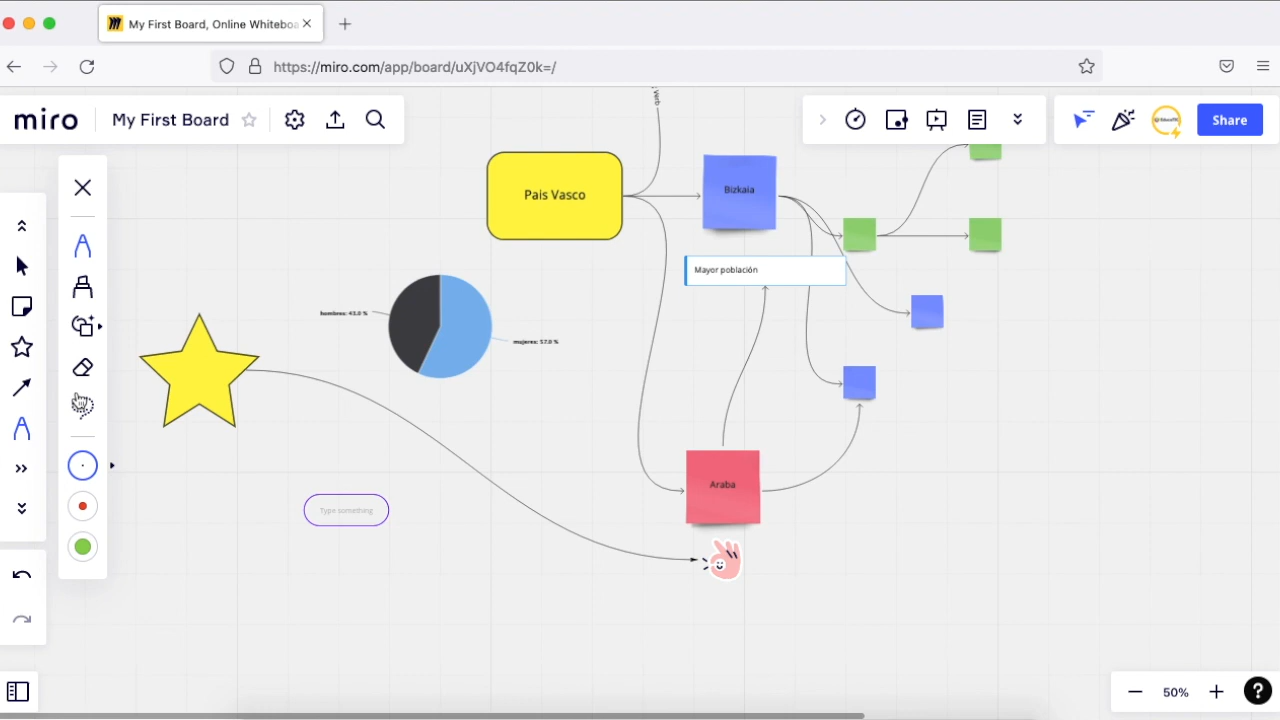 My First Board, Online Whiteboa
https://miro.com/app/board/uXjVO4fqZ0k=/
miro
My First Board
Share
web
Pais Vasco
Bizkaia
Mayor población
hombres: 43.0 %
mujeres: 57.0 %
Araba
Type something
50%